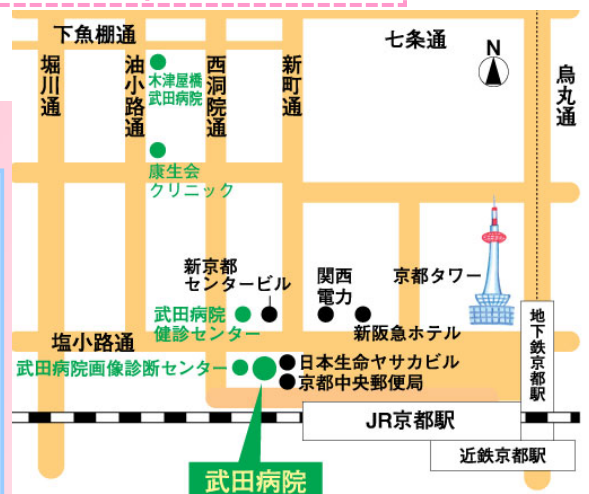 下魚棚通
七条通
N
堀川通
油小路通
木津屋橋
武田病院
西洞院通
新町通
烏丸通
康生会
クリニック
新京都
センタービル
関西
電力
京都タワー
武田病院
健診センター
新阪急ホテル
地下鉄京都駅
塩小路通
武田病院画像診断センター
日本生命ヤサカビル
京都中央郵便局
JR京都駅
近鉄京都駅
武田病院